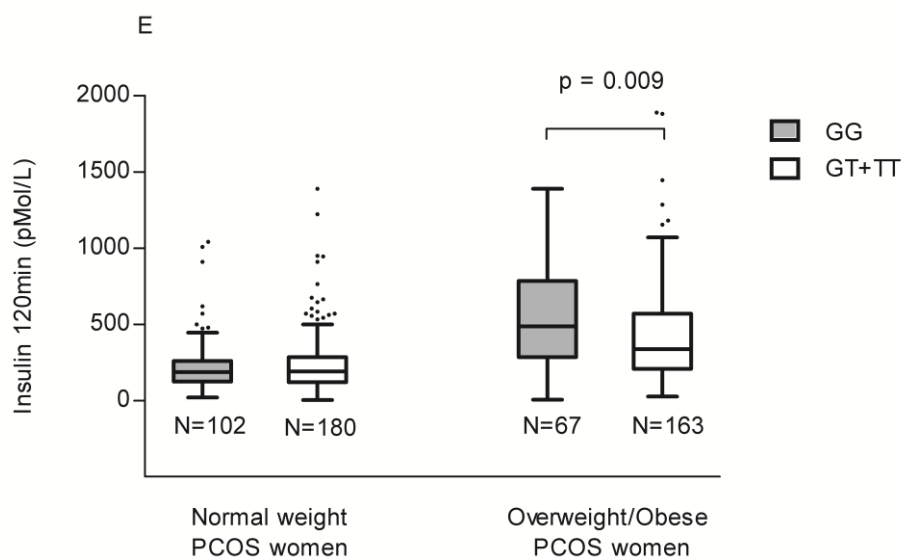 E
p = 0.009
2000
1500
1000
500
0
Insulin 120min (pMol/L)
GG
GT+TT
N=102
N=180
N=67
N=163
Normal weight
PCOS women
Overweight/Obese
PCOS women